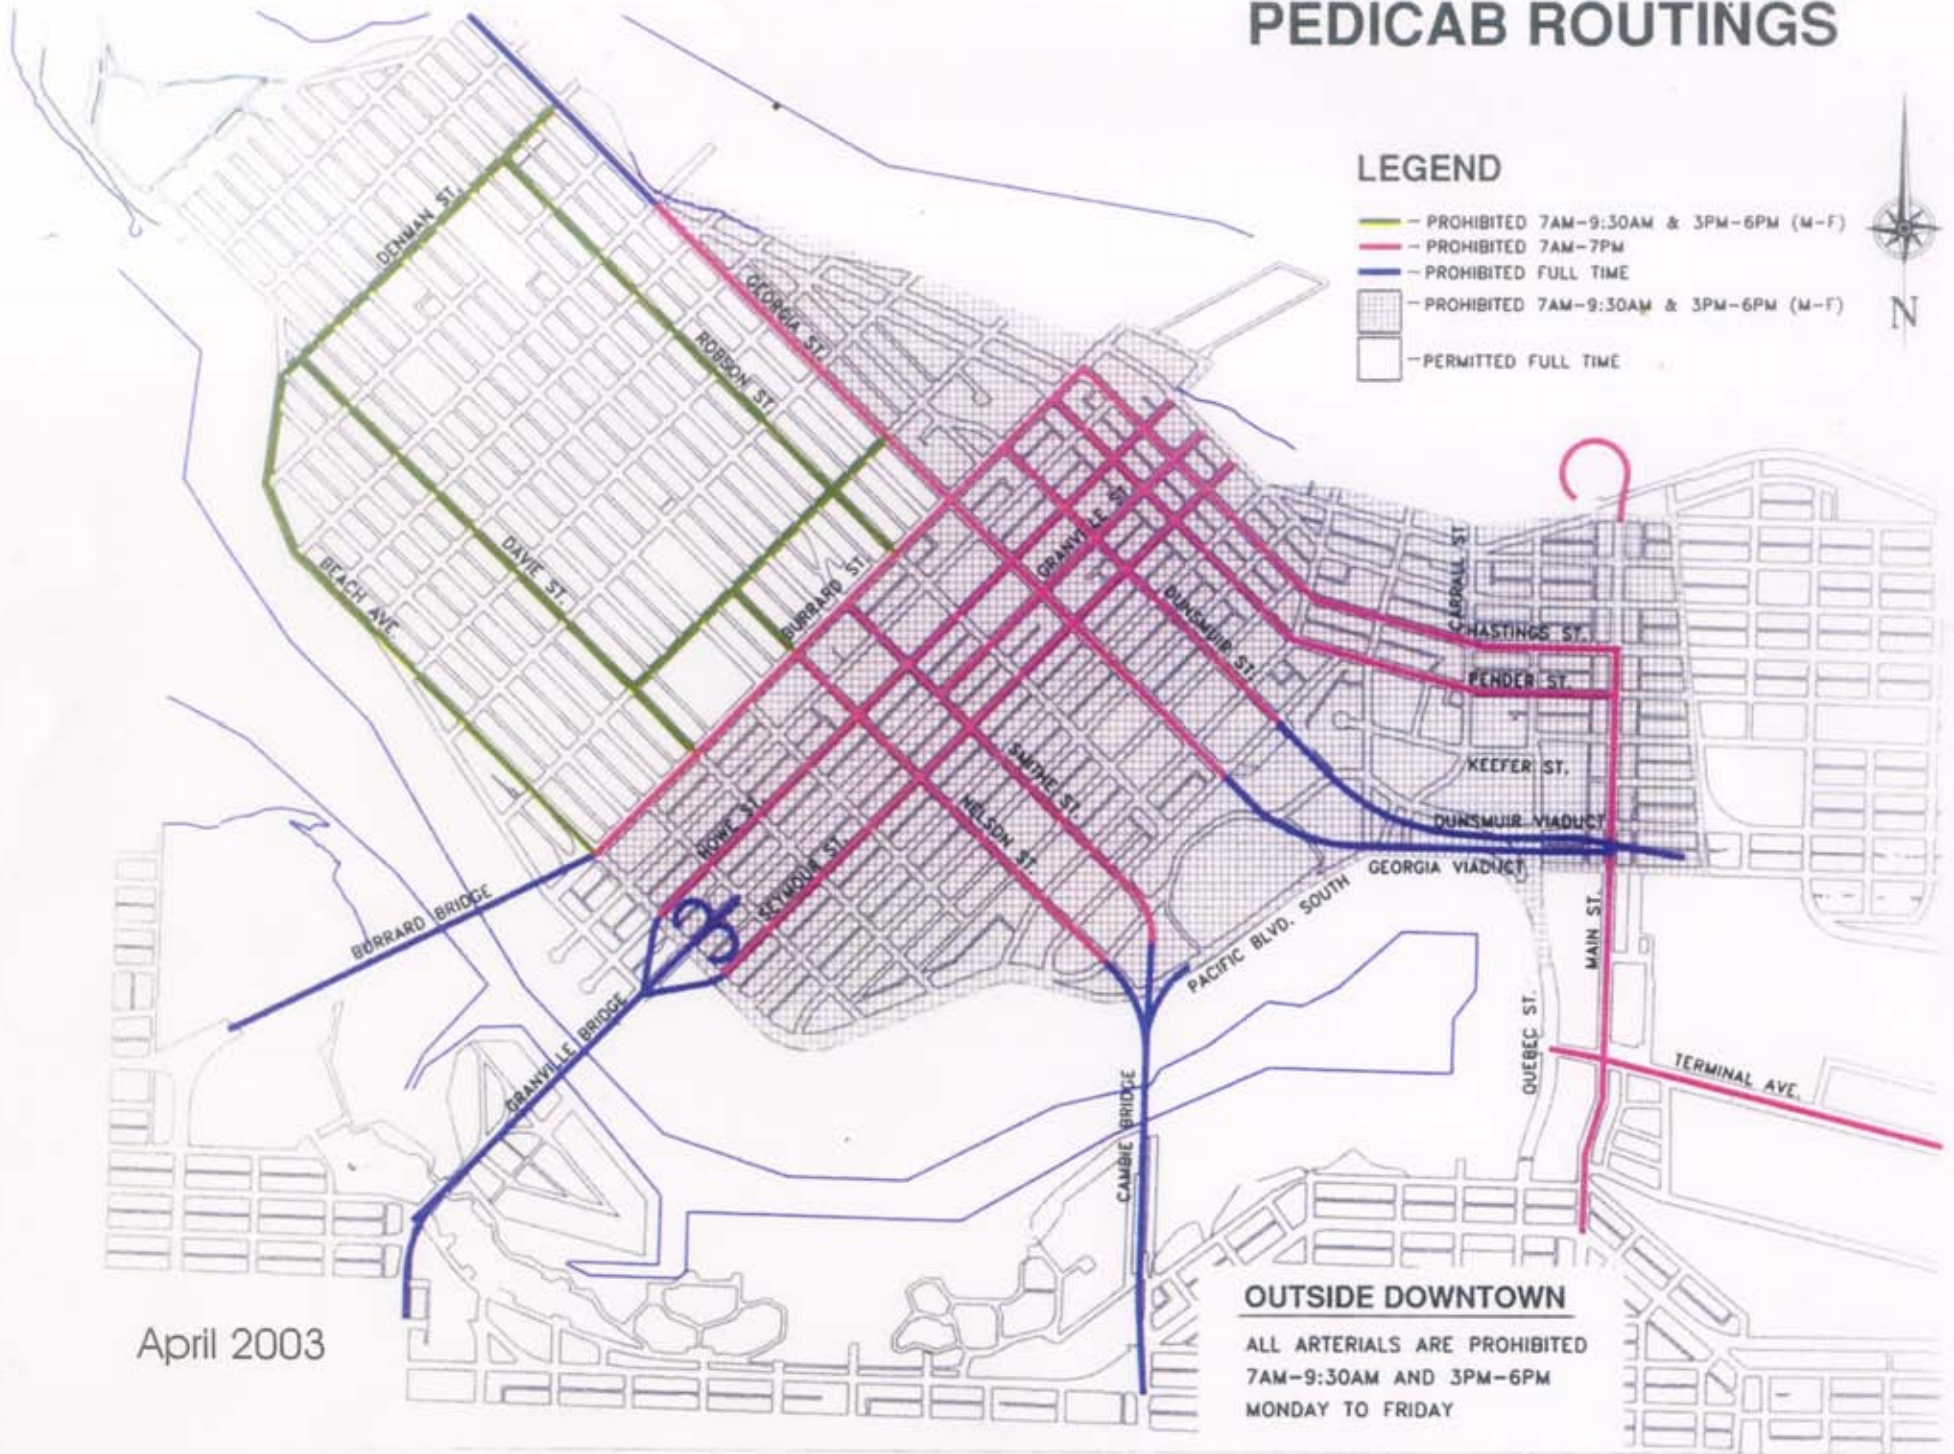 PEDICAB ROUTINGS
LEGEND
– PROHIBITED 7AM–9:30AM & 3PM–6PM (M–F)
– PROHIBITED 7AM–7PM
– PROHIBITED FULL TIME
– PROHIBITED 7AM–9:30AM & 3PM–6PM (M–F)
– PERMITTED FULL TIME
N
DENMAN ST.
GEORGIA ST.
ROBSON ST.
DAVIE ST.
BEACH AVE.
BURRARD ST.
GRANVILLE ST.
DUNSMUIR ST.
CARRALL ST
HASTINGS ST.
PENDER ST.
KEEFER ST.
SMITHE ST.
NELSON ST.
HOWE ST.
SEYMOUR ST.
DUNSMUIR VIADUCT
GEORGIA VIADUCT
PACIFIC BLVD. SOUTH
MAIN ST.
BURRARD BRIDGE
GRANVILLE BRIDGE
CAMBIE BRIDGE
QUEBEC ST.
TERMINAL AVE.
OUTSIDE DOWNTOWN
ALL ARTERIALS ARE PROHIBITED
7AM–9:30AM AND 3PM–6PM
MONDAY TO FRIDAY
April 2003